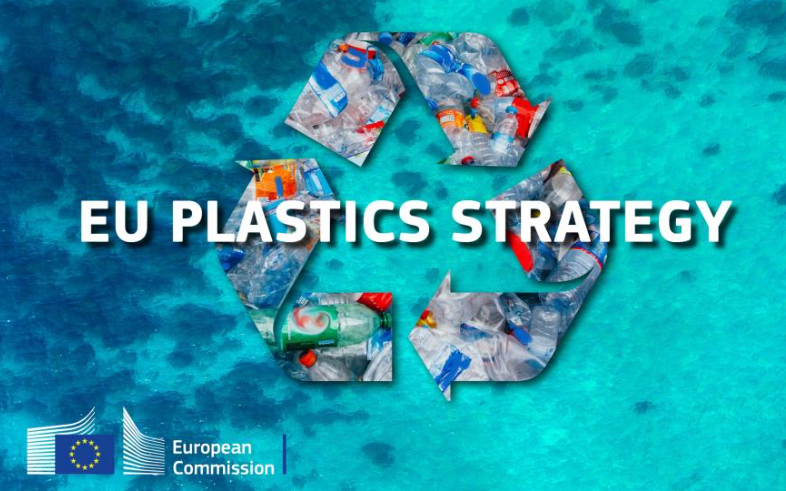 EU PLASTICS STRATEGY
European
Commission